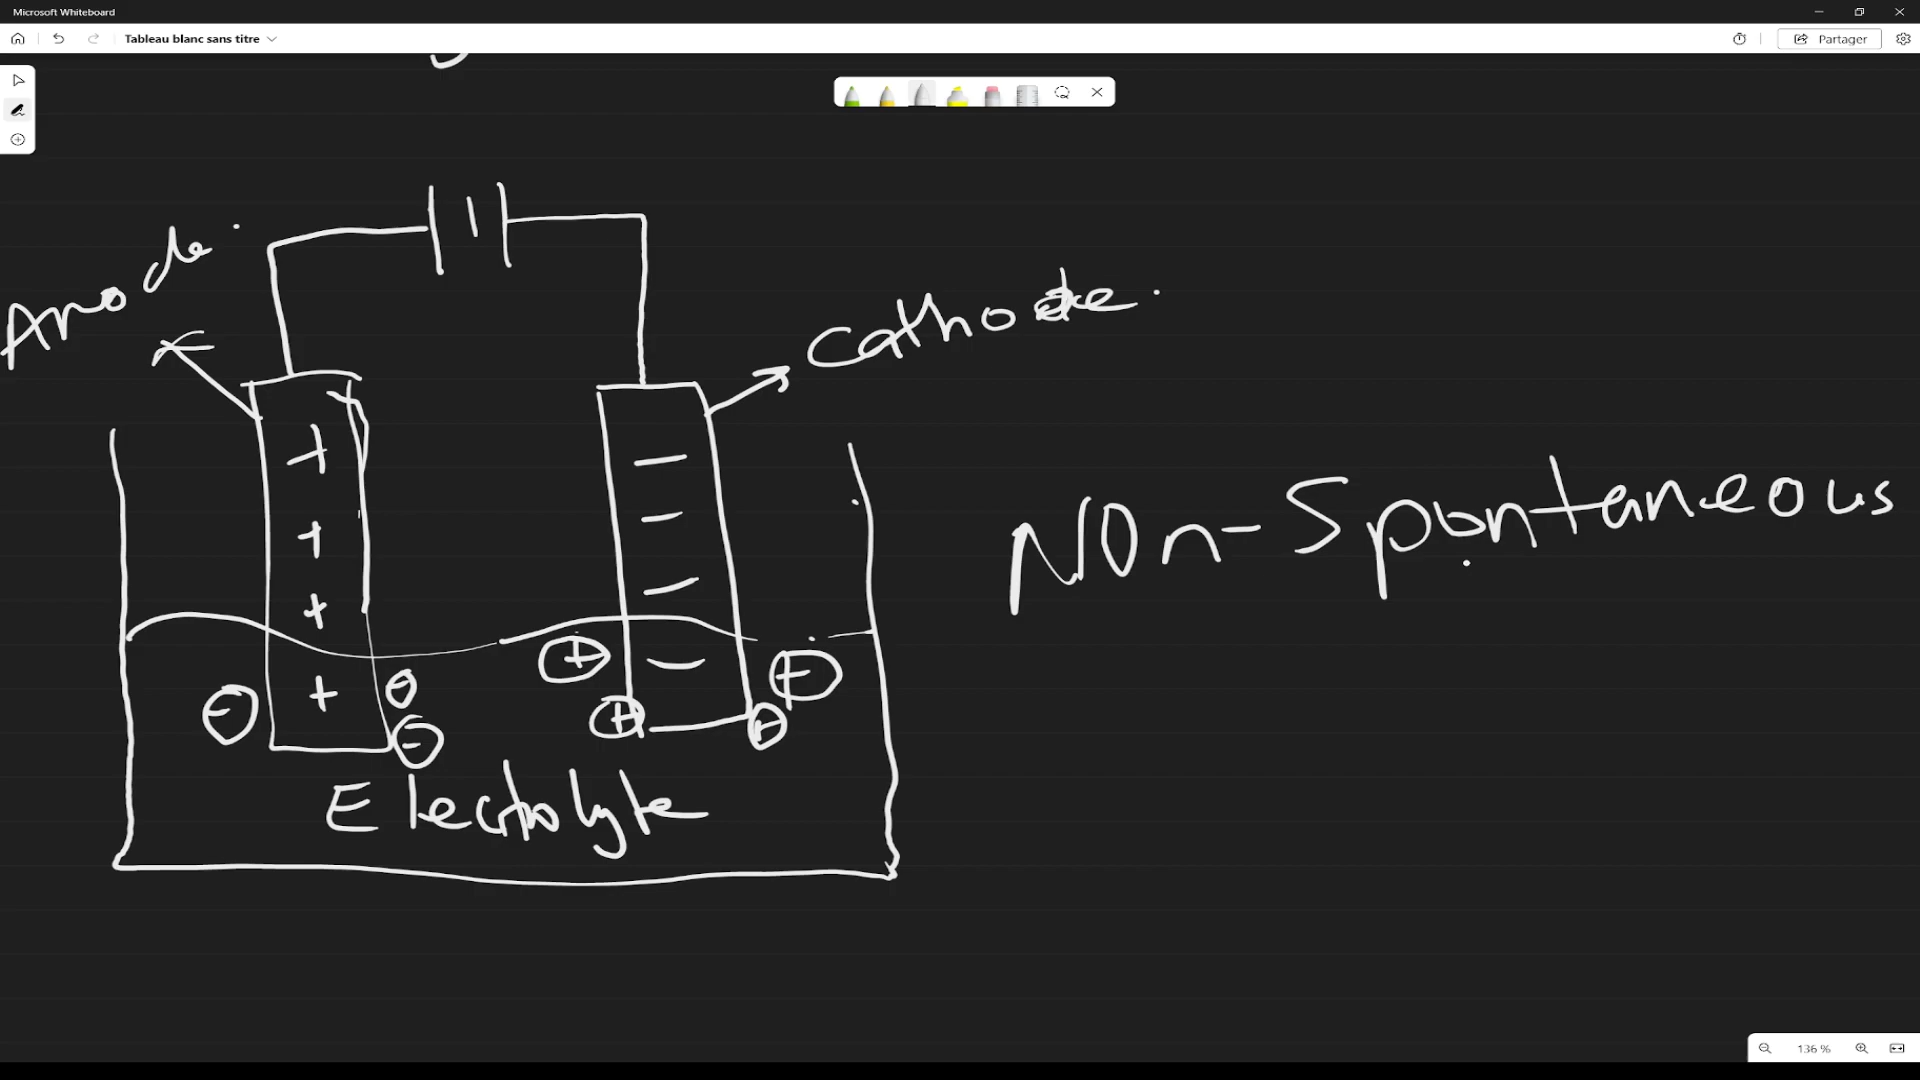 Microsoft Whiteboard
Tableau blanc sans titre
Partager
Anode.
Cathode.
Non-Spontaneous
Electrolyte
136 %